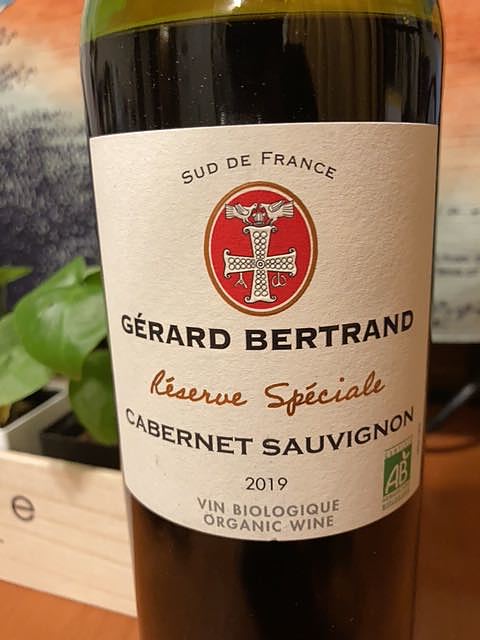 SUD DE FRANCE
GÉRARD BERTRAND
Réserve Spéciale
CABERNET SAUVIGNON
2019
VIN BIOLOGIQUE
ORGANIC WINE
AB
e